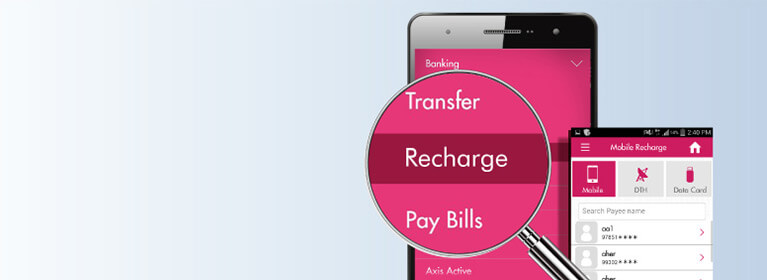 Banking
Transfer
Recharge
Pay Bills
Axis Active
2:40 PM
Mobile Recharge
Mobile
DTH
Data Card
Search Payee name
aa1
97851****
aher
99202****
aher